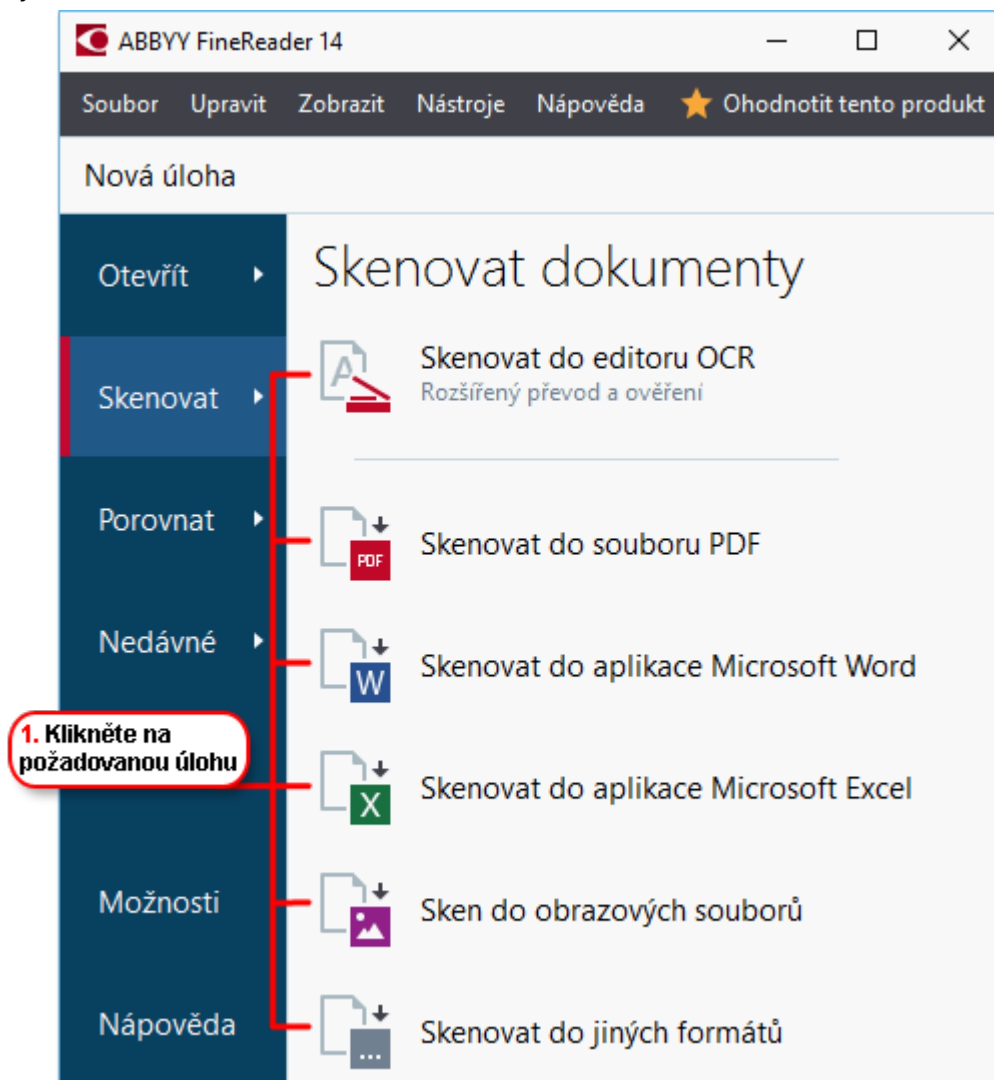 ABBYY FineReader 14
Soubor Upravit Zobrazit Nástroje Nápověda Ohodnotit tento produkt
Nová úloha
Otevřít
Skenovat
Porovnat
Nedávné
1. Klikněte na
požadovanou úlohu
Možnosti
Nápověda
Skenovat dokumenty
A
Skenovat do editoru OCR
Rozšířený převod a ověření
PDF
Skenovat do souboru PDF
W
Skenovat do aplikace Microsoft Word
X
Skenovat do aplikace Microsoft Excel
Sken do obrazových souborů
...
Skenovat do jiných formátů